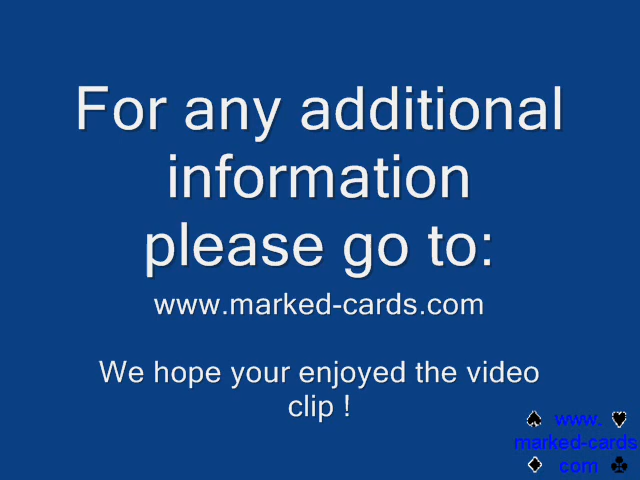 For any additional
information
please go to:
www.marked-cards.com
We hope your enjoyed the video
clip !
www.
marked-cards
com